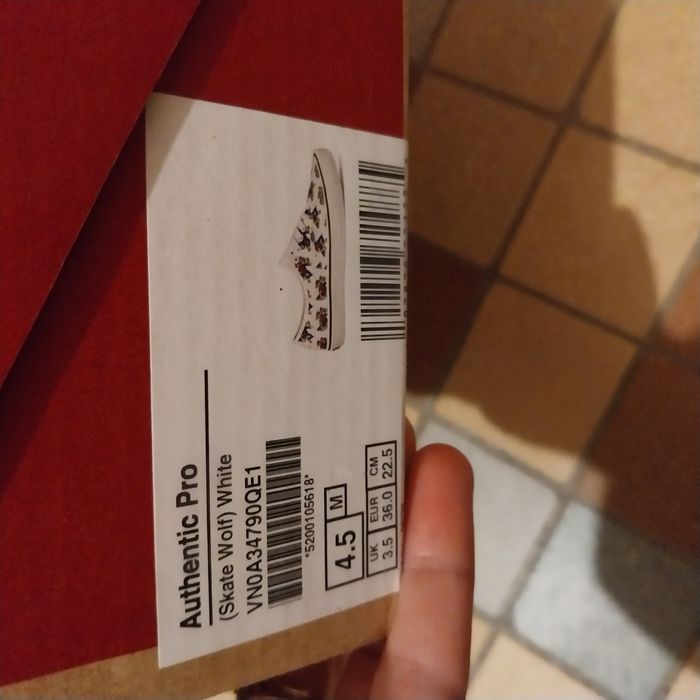 Authentic Pro
(Skate Wolf) White
VN0A34790QE1
*5200105618*
4.5 M
UK EUR CM
3.5 36.0 22.5